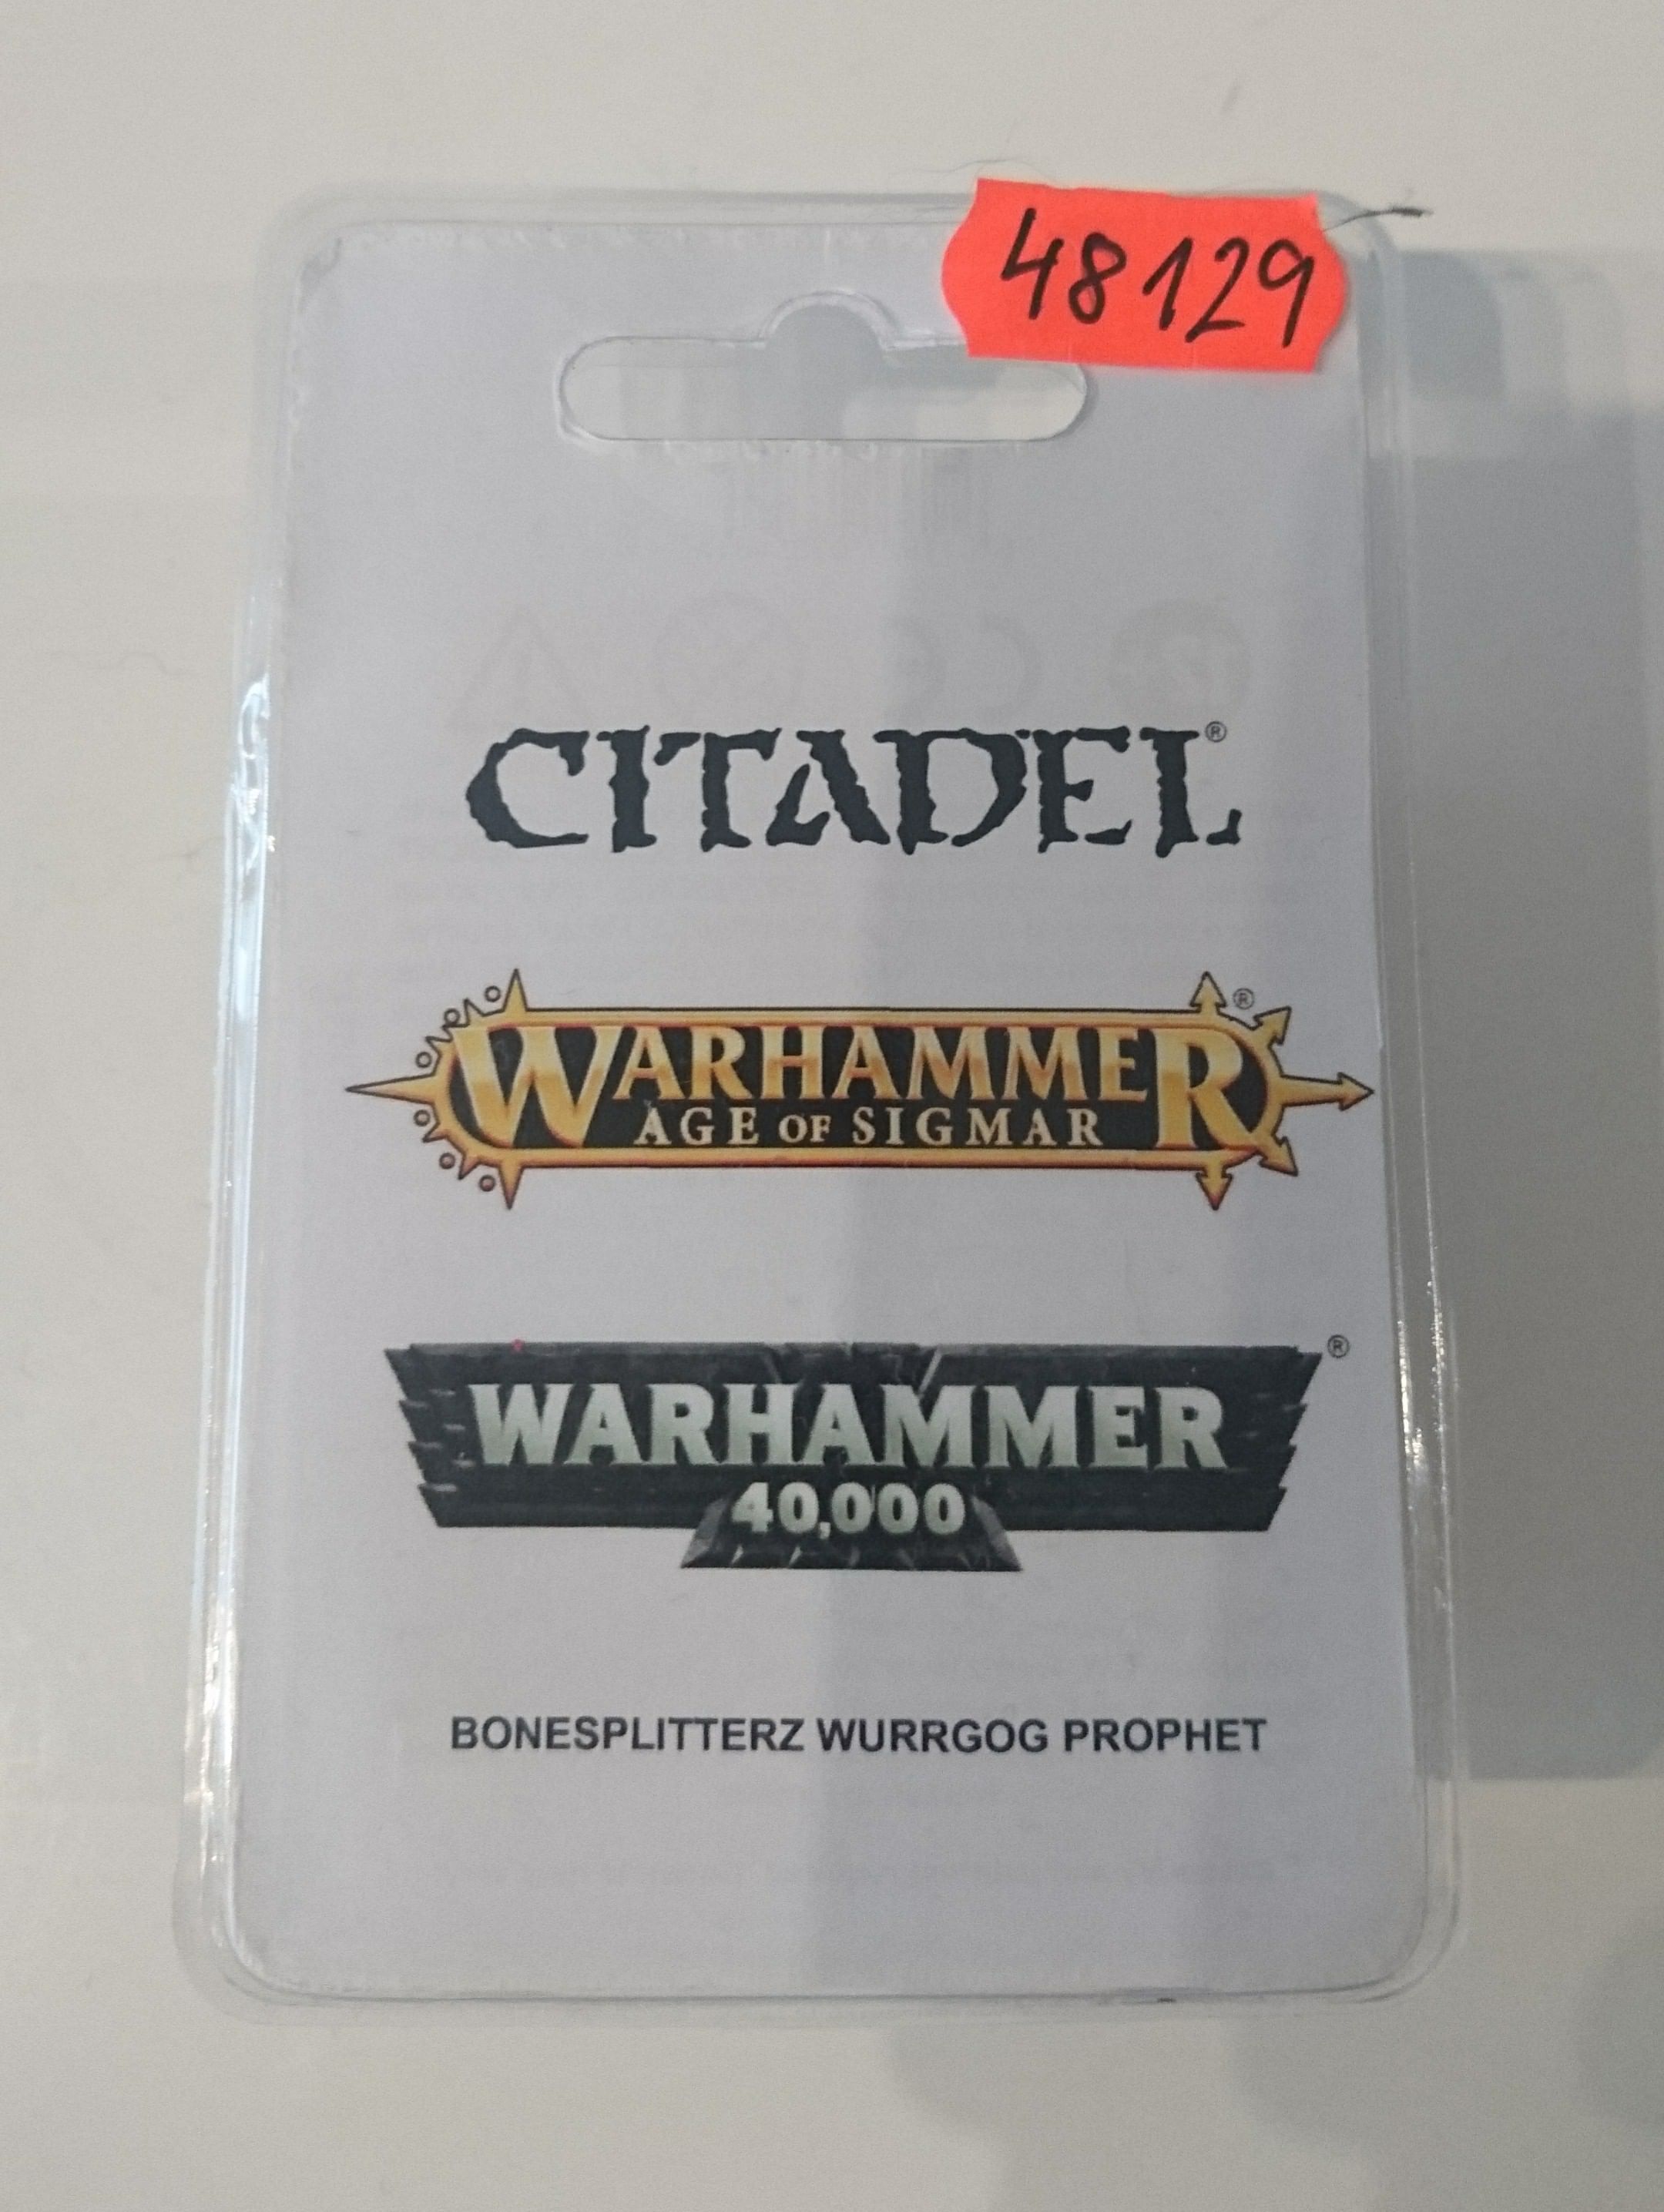 48129
CITADEL®
WARHAMMER®
AGE OF SIGMAR
WARHAMMER®
40,000
BONESPLITTERZ WURRGOG PROPHET